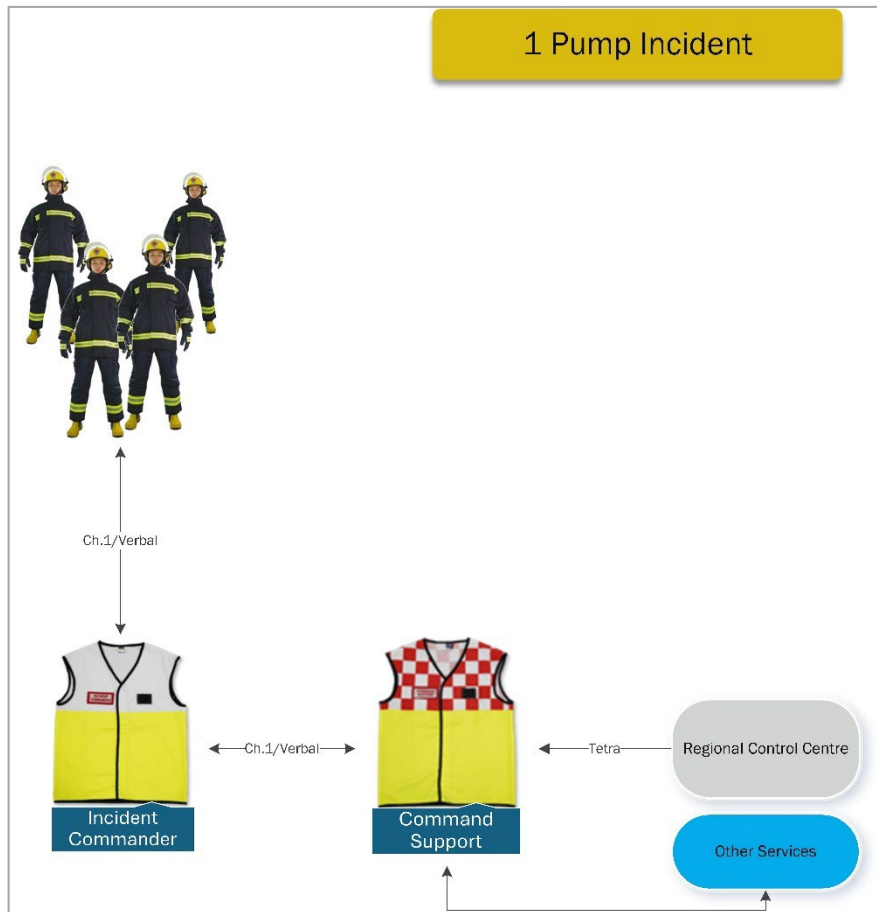 1 Pump Incident
Ch.1/Verbal
Incident
Commander
Ch.1/Verbal
Command
Support
Tetra
Regional Control Centre
Other Services